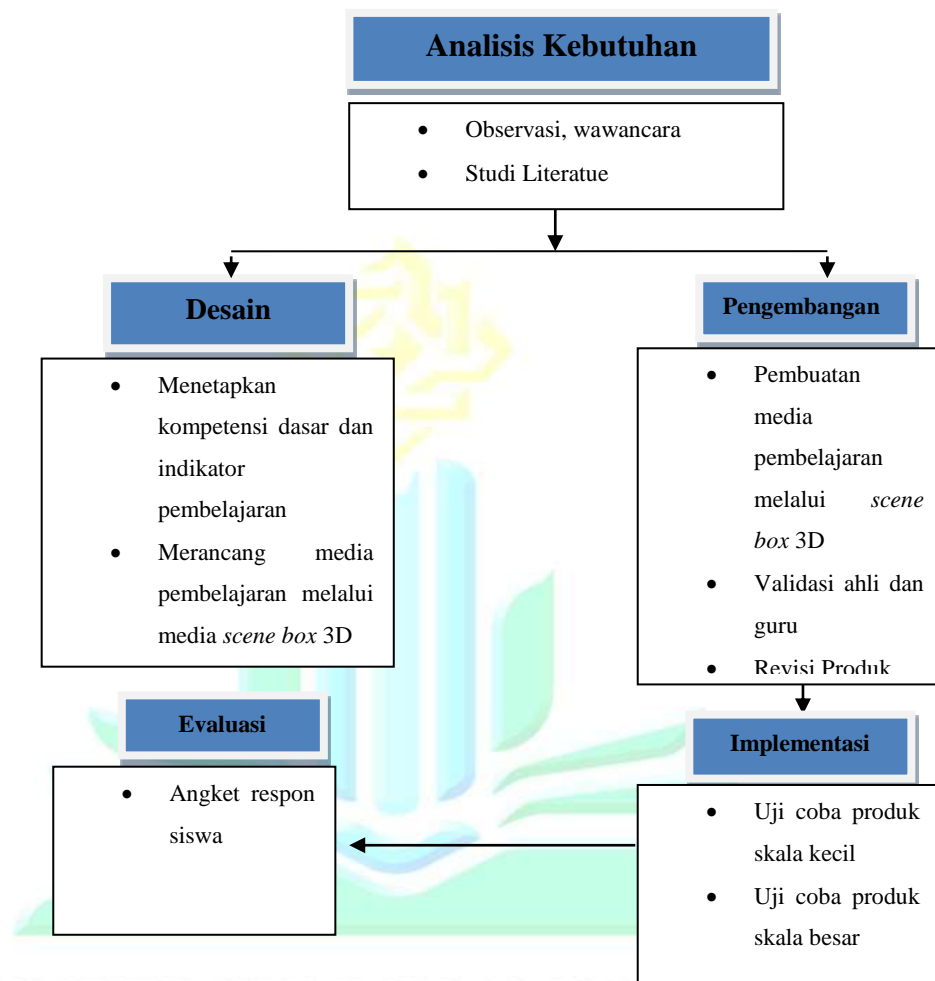 Analisis Kebutuhan
• Observasi, wawancara
• Studi Literatue
Desain
• Menetapkan
kompetensi dasar dan
indikator
pembelajaran
• Merancang media
pembelajaran melalui
media scene box 3D
Pengembangan
• Pembuatan
media
pembelajaran
melalui scene
box 3D
• Validasi ahli dan
guru
• Revisi Produk
Evaluasi
• Angket respon
siswa
Implementasi
• Uji coba produk
skala kecil
• Uji coba produk
skala besar